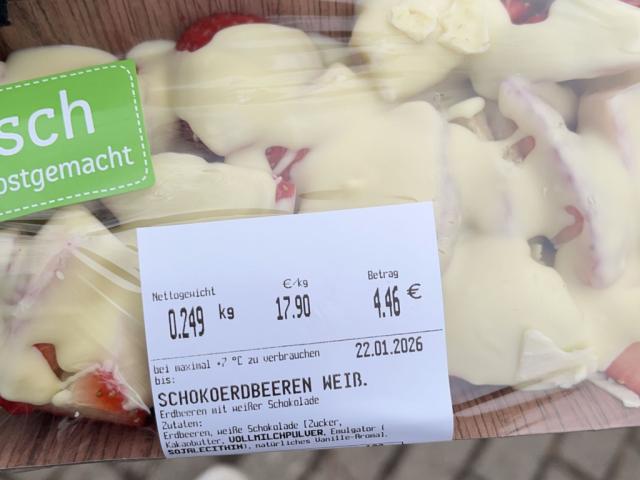 sch
ostgemacht
Nettogewicht €/kg Betrag
0.249 kg 17.90 4.46 €
bei maximal +7 °C zu verbrauchen 22.01.2026
bis:
SCHOKOERDBEEREN WEIß.
Erdbeeren mit weißer Schokolade
Zutaten:
Erdbeeren, weiße Schokolade [Zucker,
Kakaobutter, VOLLMILCHPULVER, Emulgator (
SOJALECITHIN), natürliches Vanille-Aroma].